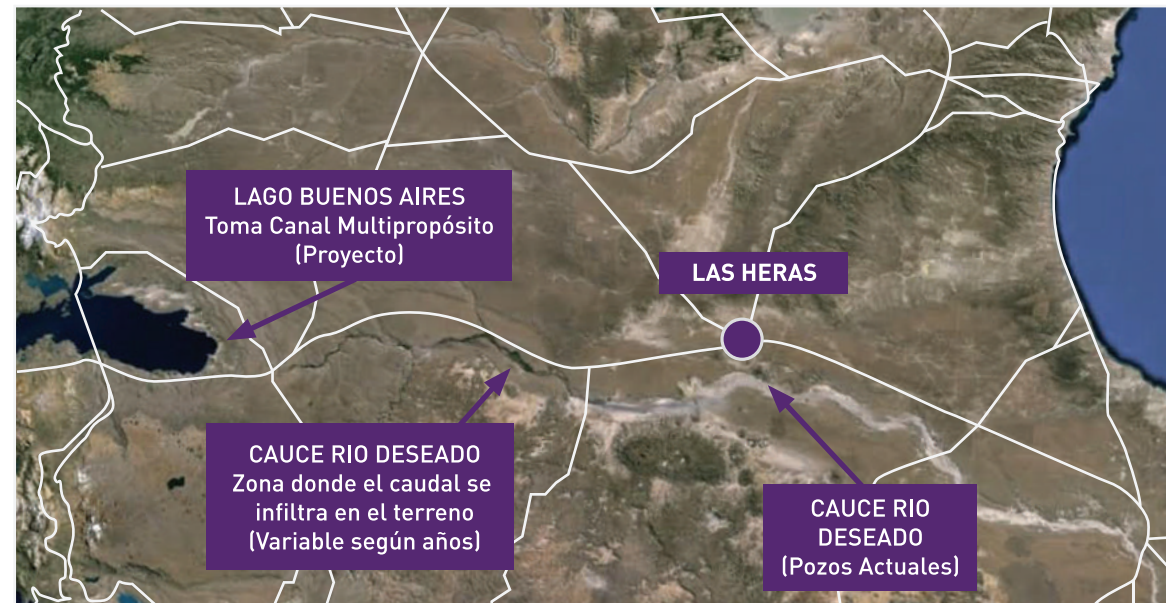 LAGO BUENOS AIRES
Toma Canal Multipropósito
(Proyecto)
LAS HERAS
CAUCE RIO DESEADO
Zona donde el caudal se
infiltra en el terreno
(Variable según años)
CAUCE RIO
DESEADO
(Pozos Actuales)